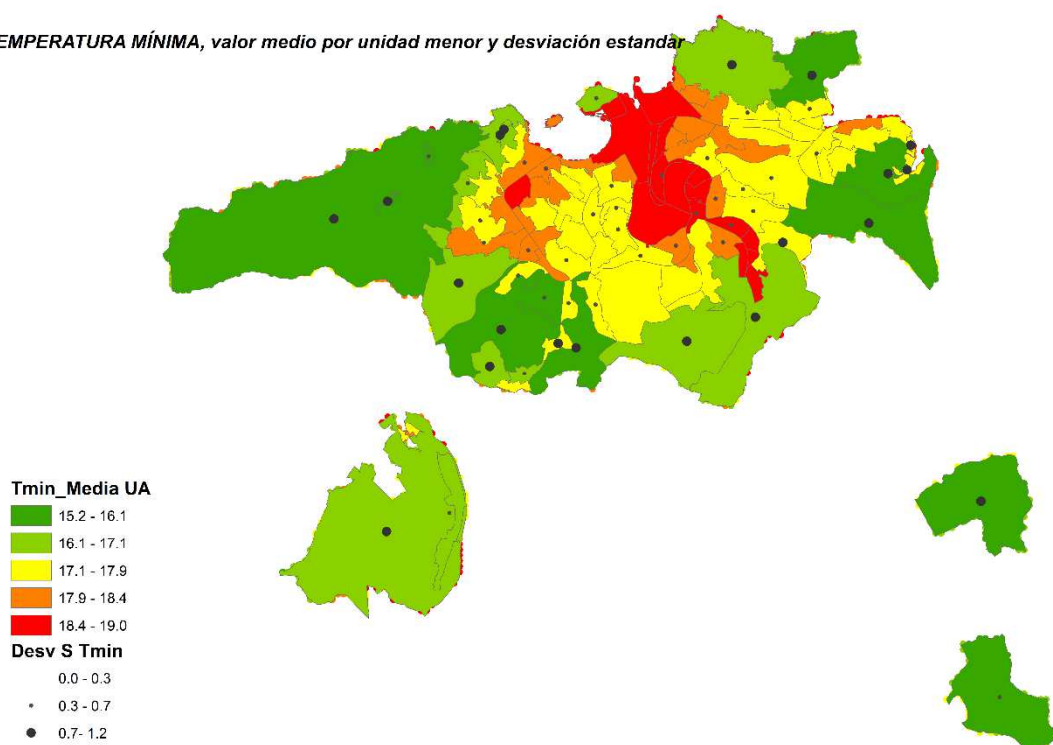 EMPERATURA MÍNIMA, valor medio por unidad menor y desviación estandar
Tmin_Media UA
15.2 - 16.1
16.1 - 17.1
17.1 - 17.9
17.9 - 18.4
18.4 - 19.0
Desv S Tmin
0.0 - 0.3
0.3 - 0.7
0.7- 1.2